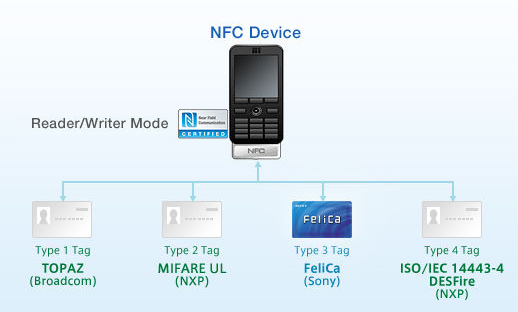 NFC Device
Reader/Writer Mode
Near Field
Communication
CERTIFIED
NFC
FeliCa
Type 1 Tag
TOPAZ
(Broadcom)
Type 2 Tag
MIFARE UL
(NXP)
Type 3 Tag
FeliCa
(Sony)
Type 4 Tag
ISO/IEC 14443-4
DESFire
(NXP)